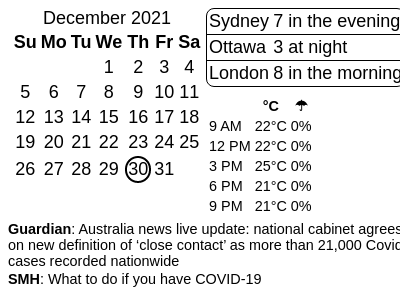 December 2021
Su Mo Tu We Th Fr Sa
1 2 3 4
5 6 7 8 9 10 11
12 13 14 15 16 17 18
19 20 21 22 23 24 25
26 27 28 29 30 31
Sydney 7 in the evening
Ottawa 3 at night
London 8 in the morning
°C ☂
9 AM 22°C 0%
12 PM 22°C 0%
3 PM 25°C 0%
6 PM 21°C 0%
9 PM 21°C 0%
Guardian: Australia news live update: national cabinet agrees
on new definition of ‘close contact’ as more than 21,000 Covid
cases recorded nationwide
SMH: What to do if you have COVID-19